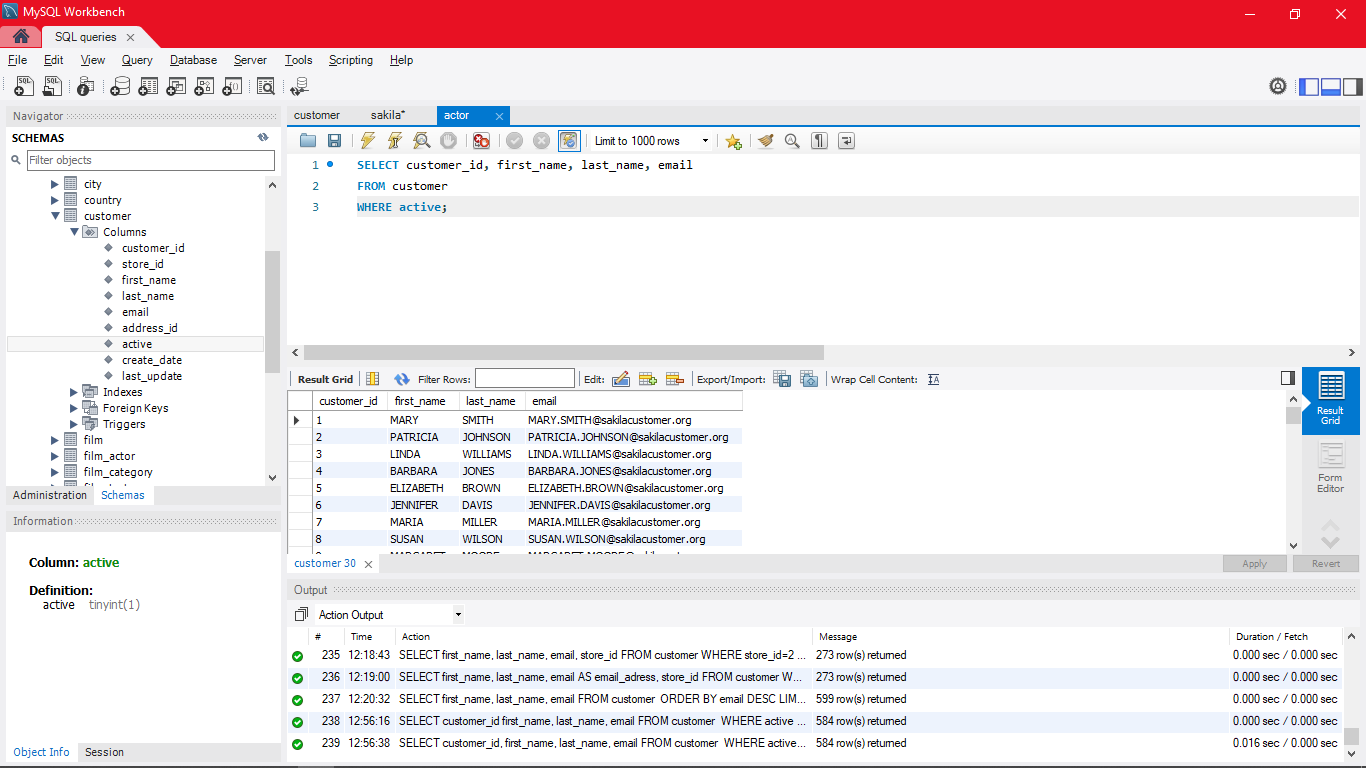 MySQL Workbench
SQL queries
File Edit View Query Database Server Tools Scripting Help
Navigator
SCHEMAS
Filter objects
city
country
customer
Columns
customer_id
store_id
first_name
last_name
email
address_id
active
create_date
last_update
Indexes
Foreign Keys
Triggers
film
film_actor
film_category
Administration Schemas
Information
Column: active
Definition:
active tinyint(1)
Object Info Session
customer sakila* actor
Limit to 1000 rows
1 SELECT customer_id, first_name, last_name, email
2 FROM customer
3 WHERE active;
Result Grid Filter Rows: Edit: Export/Import: Wrap Cell Content:
customer_id first_name last_name email
1 MARY SMITH MARY.SMITH@sakilacustomer.org
2 PATRICIA JOHNSON PATRICIA.JOHNSON@sakilacustomer.org
3 LINDA WILLIAMS LINDA.WILLIAMS@sakilacustomer.org
4 BARBARA JONES BARBARA.JONES@sakilacustomer.org
5 ELIZABETH BROWN ELIZABETH.BROWN@sakilacustomer.org
6 JENNIFER DAVIS JENNIFER.DAVIS@sakilacustomer.org
7 MARIA MILLER MARIA.MILLER@sakilacustomer.org
8 SUSAN WILSON SUSAN.WILSON@sakilacustomer.org
Result
Grid
Form
Editor
customer 30
Apply Revert
Output
Action Output
# Time Action Message Duration / Fetch
235 12:18:43 SELECT first_name, last_name, email, store_id FROM customer WHERE store_id=2 ... 273 row(s) returned 0.000 sec / 0.000 sec
236 12:19:00 SELECT first_name, last_name, email AS email_adress, store_id FROM customer W... 273 row(s) returned 0.000 sec / 0.000 sec
237 12:20:32 SELECT first_name, last_name, email FROM customer ORDER BY email DESC LIM... 599 row(s) returned 0.000 sec / 0.000 sec
238 12:56:16 SELECT customer_id first_name, last_name, email FROM customer WHERE active ... 584 row(s) returned 0.000 sec / 0.000 sec
239 12:56:38 SELECT customer_id, first_name, last_name, email FROM customer WHERE active... 584 row(s) returned 0.016 sec / 0.000 sec